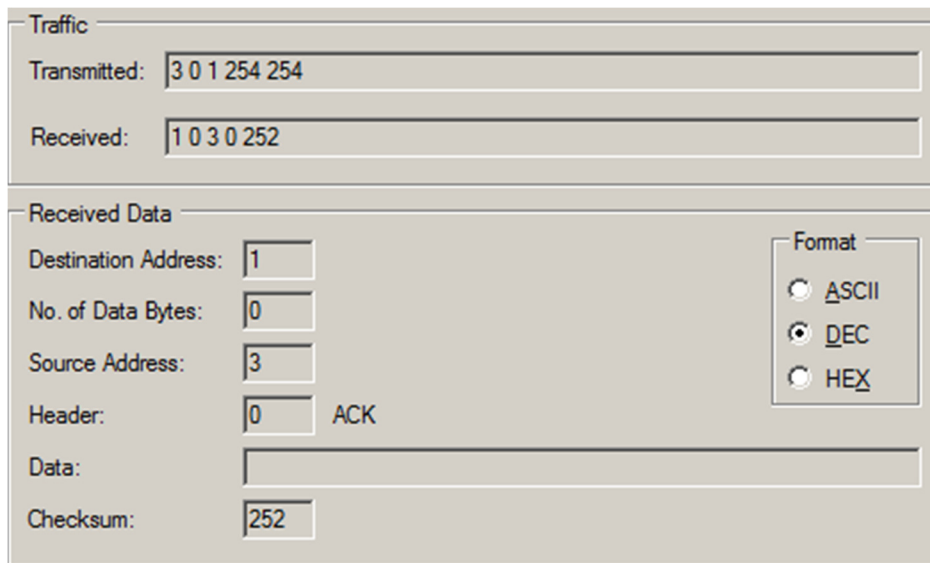 Traffic
Transmitted: 3 0 1 254 254
Received: 1 0 3 0 252
Received Data
Destination Address: 1
No. of Data Bytes: 0
Source Address: 3
Header: 0 ACK
Data:
Checksum: 252
Format
ASCII
DEC
HEX